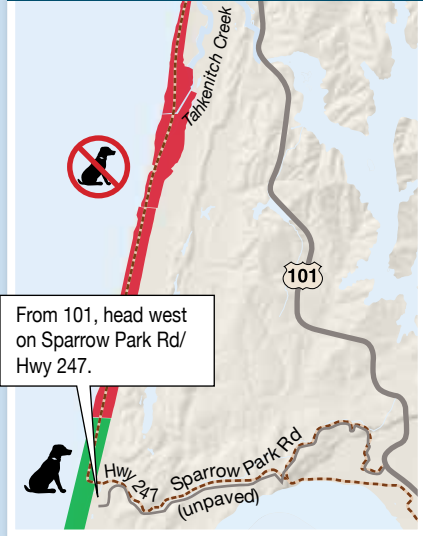 Tahkenitch Creek
101
From 101, head west
on Sparrow Park Rd/
Hwy 247.
Hwy 247
Sparrow Park Rd
(unpaved)